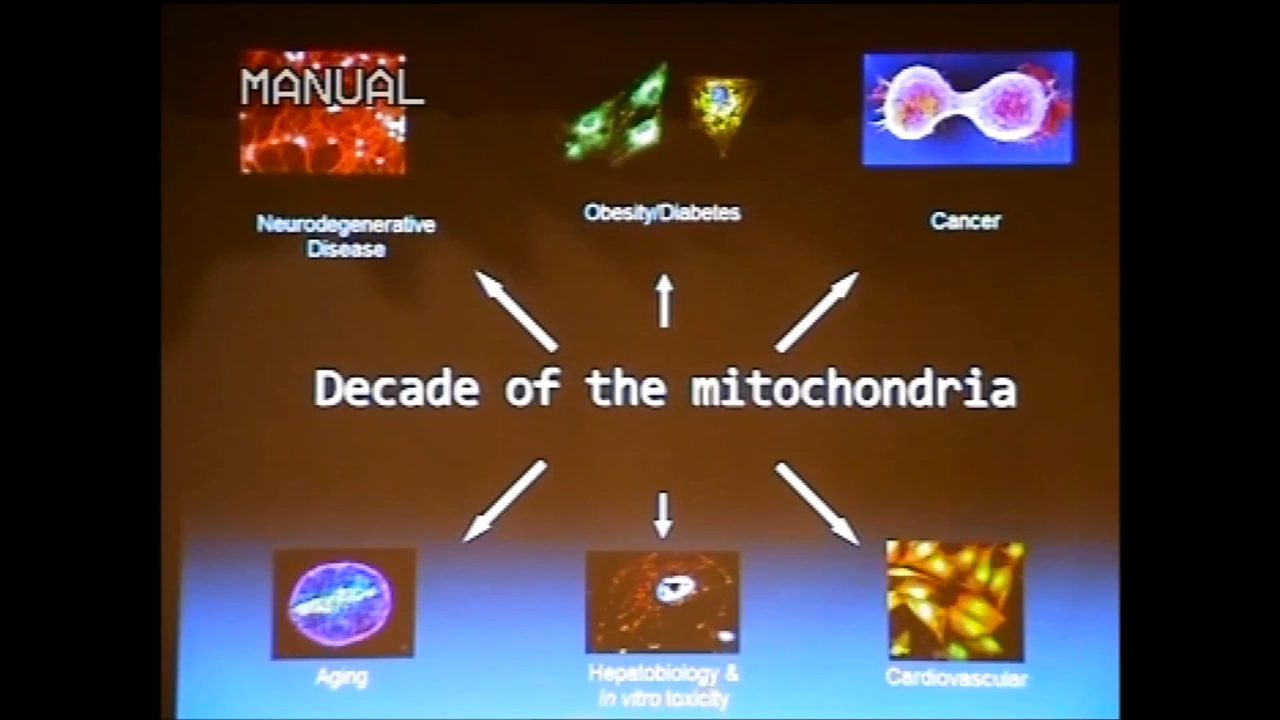 MANUAL
Neurodegenerative
Disease
Obesity/Diabetes
Cancer
Decade of the mitochondria
Aging
Hepatobiology &
in vitro toxicity
Cardiovascular